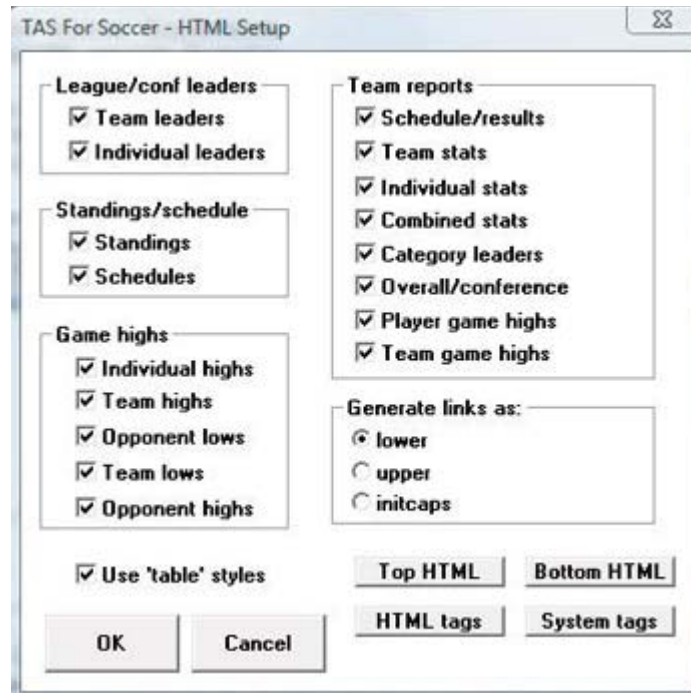 TAS For Soccer - HTML Setup
League/conf leaders
Team leaders
Individual leaders
Standings/schedule
Standings
Schedules
Game highs
Individual highs
Team highs
Opponent lows
Team lows
Opponent highs
Use 'table' styles
OK
Cancel
Team reports
Schedule/results
Team stats
Individual stats
Combined stats
Category leaders
Overall/conference
Player game highs
Team game highs
Generate links as:
lower
upper
initcaps
Top HTML
Bottom HTML
HTML tags
System tags